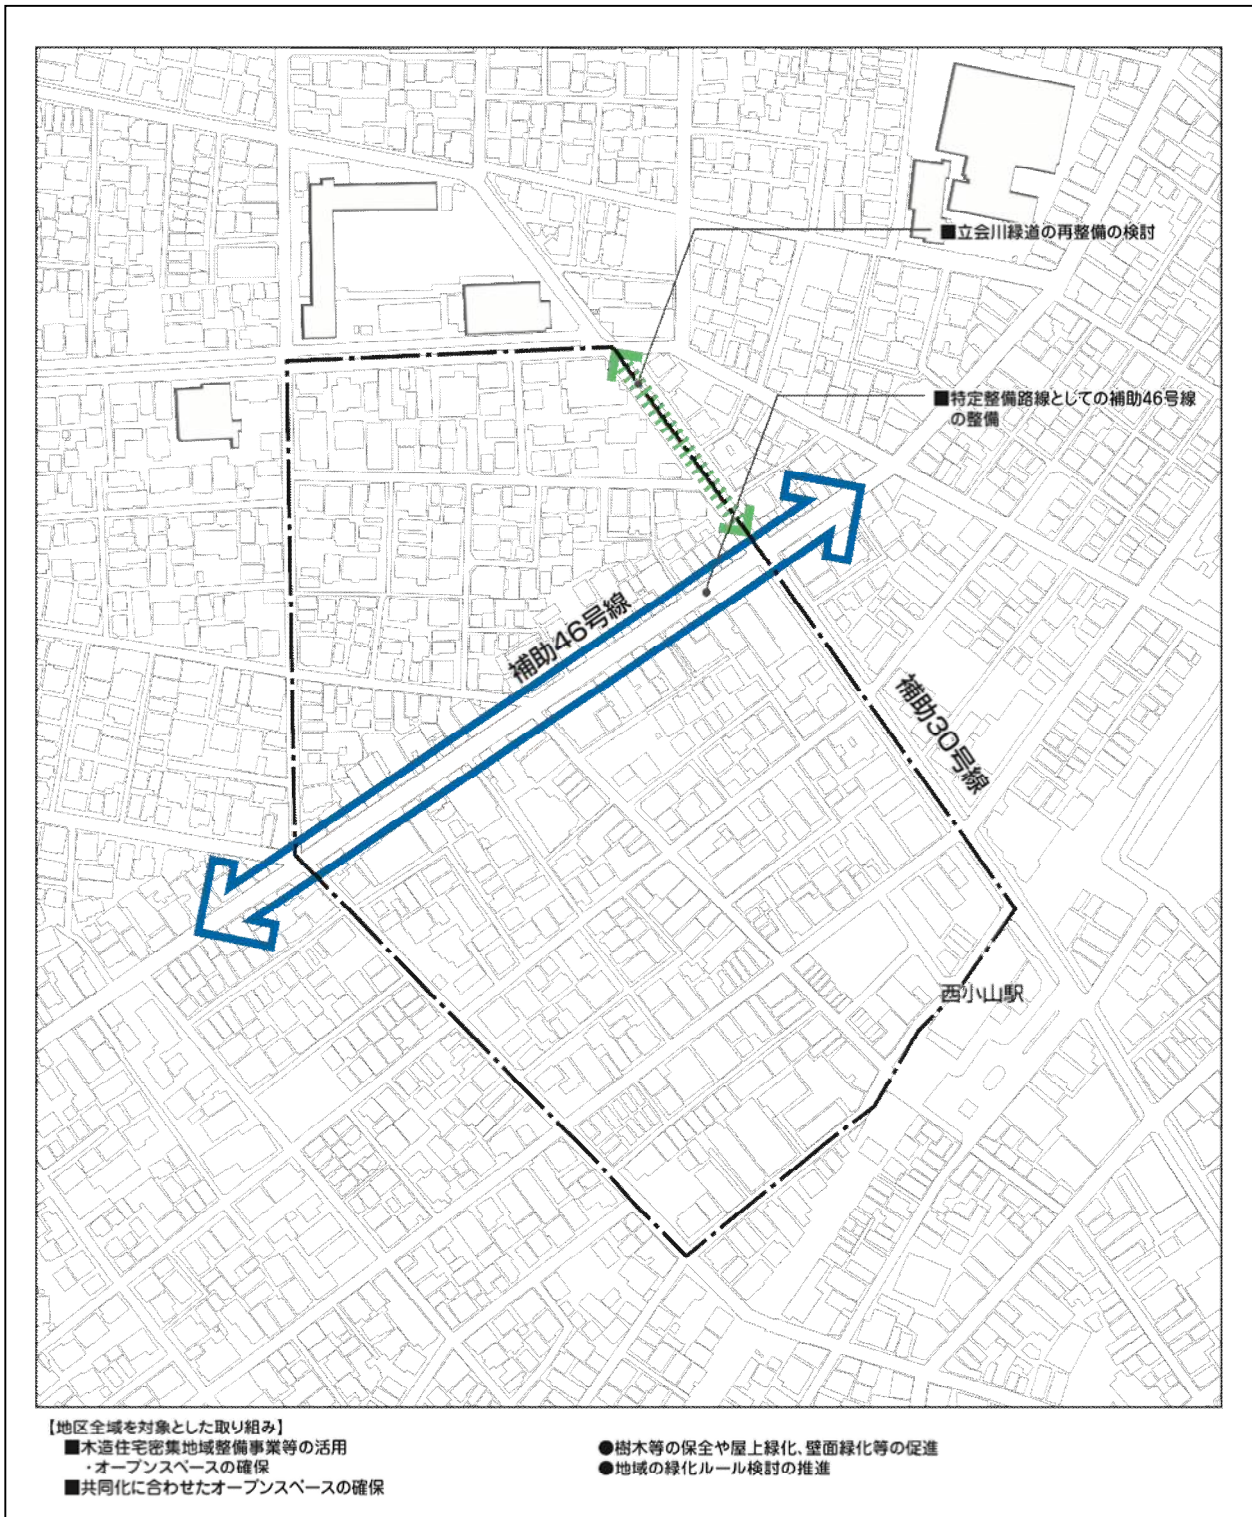 ■立会川緑道の再整備の検討
■特定整備路線としての補助46号線
の整備
補助46号線
補助30号線
西小山駅
【地区全域を対象とした取り組み】
■木造住宅密集地域整備事業等の活用
・オープンスペースの確保
■共同化に合わせたオープンスペースの確保
●樹木等の保全や屋上緑化、壁面緑化等の促進
●地域の緑化ルール検討の推進